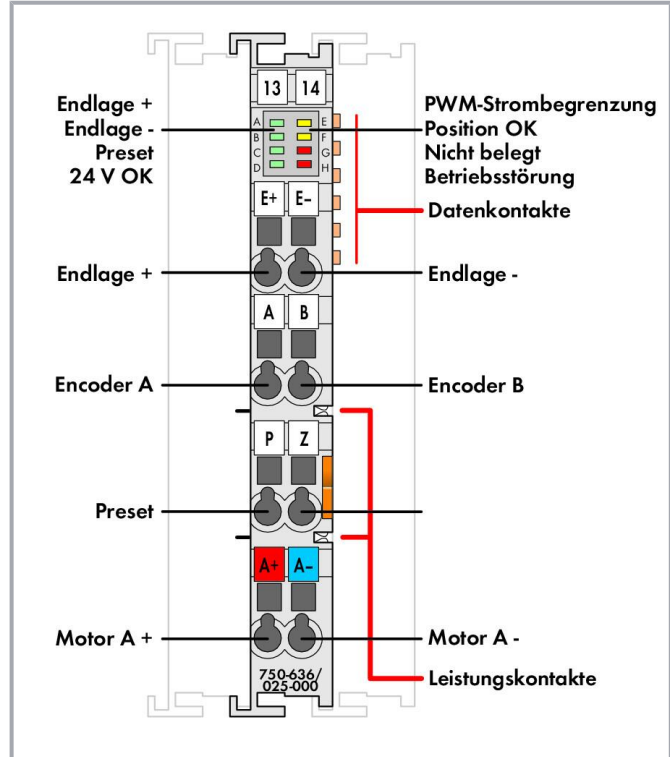 13 14
Endlage +
Endlage -
Preset
24 V OK
A
B
C
D
E
F
G
H
PWM-Strombegrenzung
Position OK
Nicht belegt
Betriebsstörung
E+ E-
Datenkontakte
Endlage +
Endlage -
A B
Encoder A
Encoder B
P Z
Preset
A+ A-
Motor A +
Motor A -
750-636/
025-000
Leistungskontakte